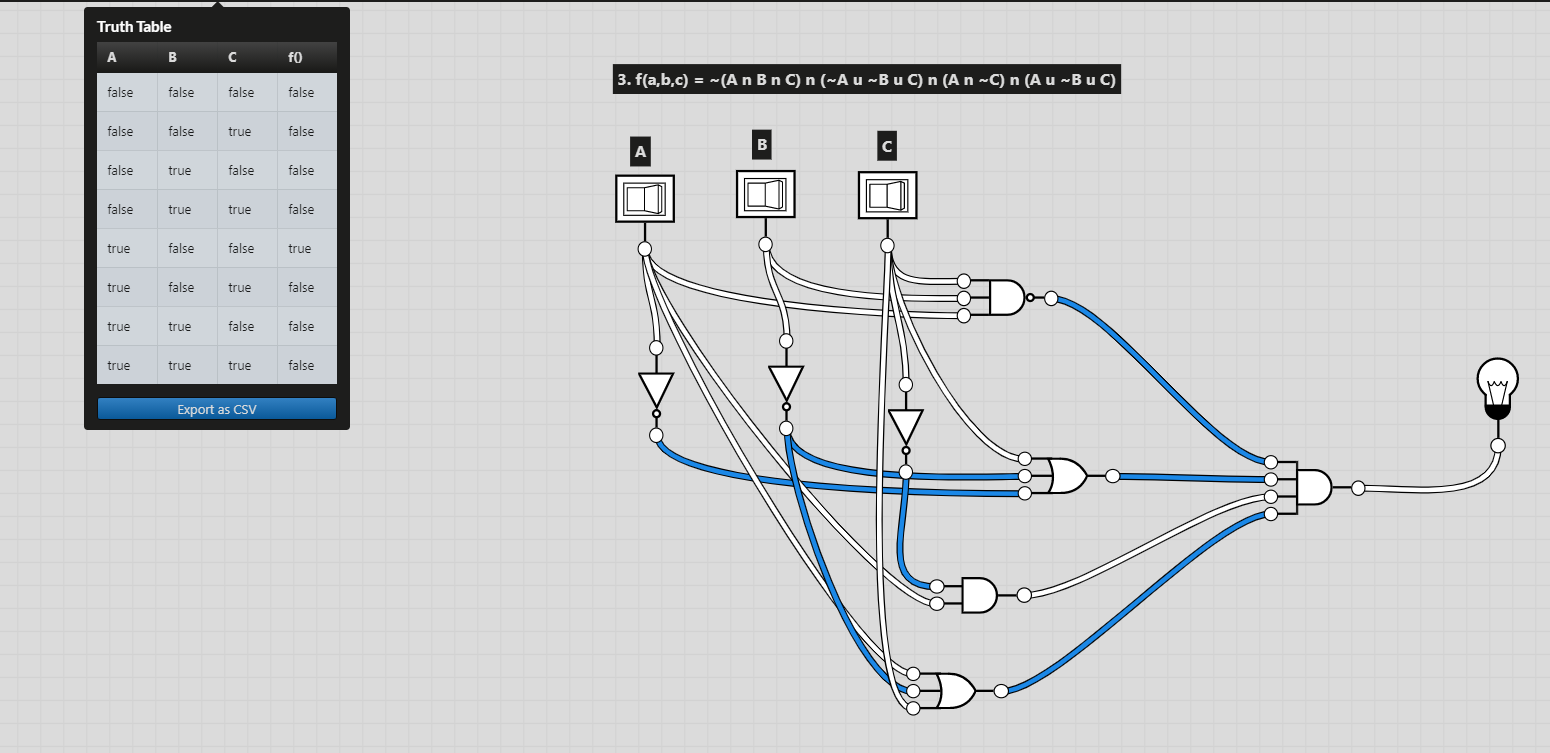 Truth Table
A B C f()
false false false false
false false true false
false true false false
false true true false
true false false true
true false true false
true true false false
true true true false
Export as CSV
3. f(a,b,c) = ~(A n B n C) n (~A u ~B u C) n (A n ~C) n (A u ~B u C)
A
B
C